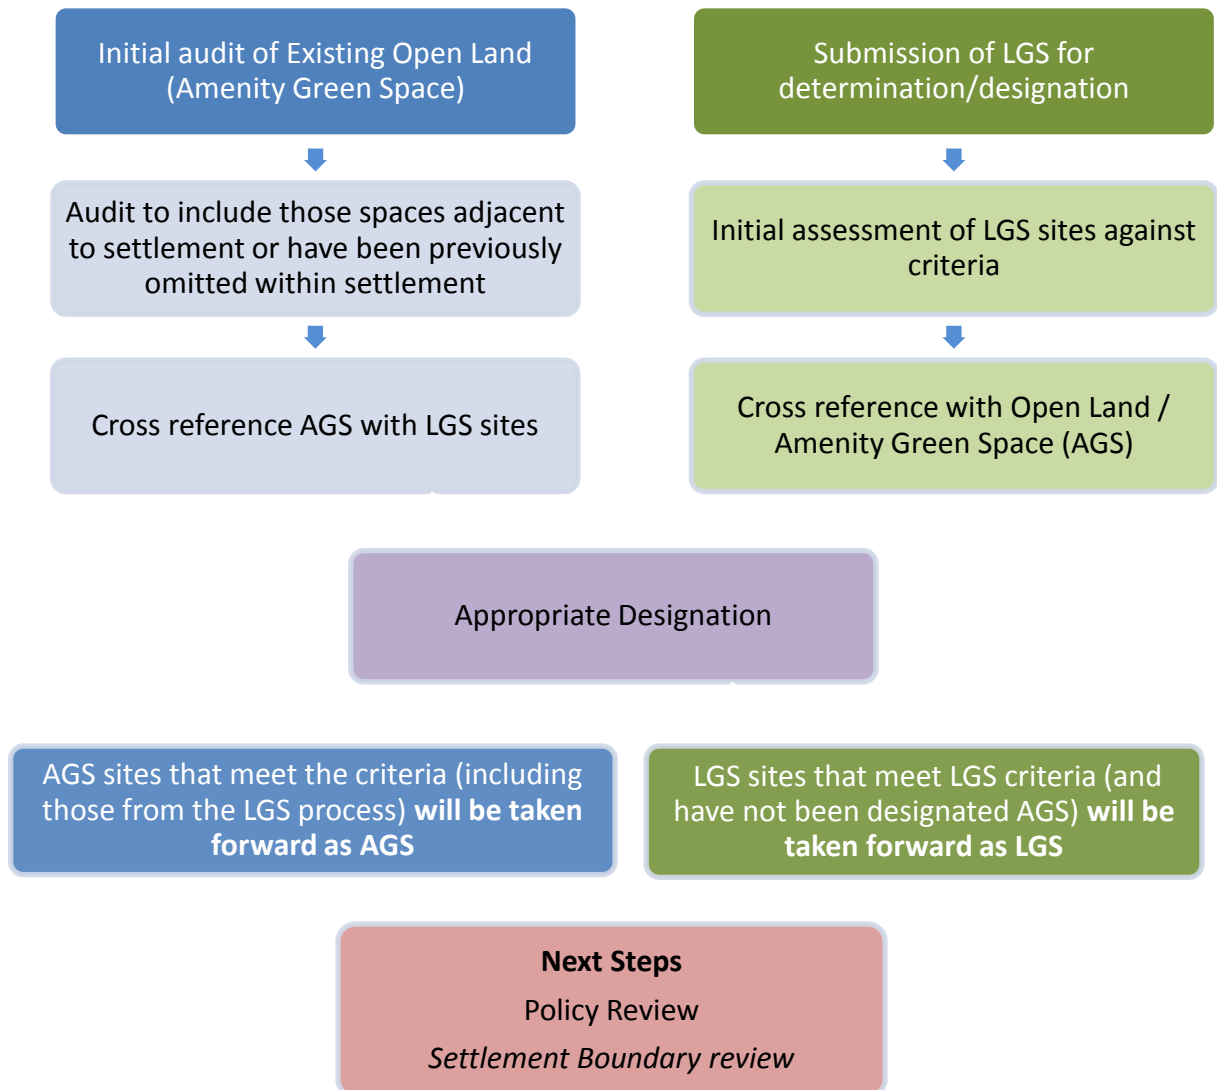 Initial audit of Existing Open Land
(Amenity Green Space)
Audit to include those spaces adjacent
to settlement or have been previously
omitted within settlement
Cross reference AGS with LGS sites
Submission of LGS for
determination/designation
Initial assessment of LGS sites against
criteria
Cross reference with Open Land /
Amenity Green Space (AGS)
Appropriate Designation
AGS sites that meet the criteria (including
those from the LGS process) will be taken
forward as AGS
LGS sites that meet LGS criteria (and
have not been designated AGS) will be
taken forward as LGS
Next Steps
Policy Review
Settlement Boundary review